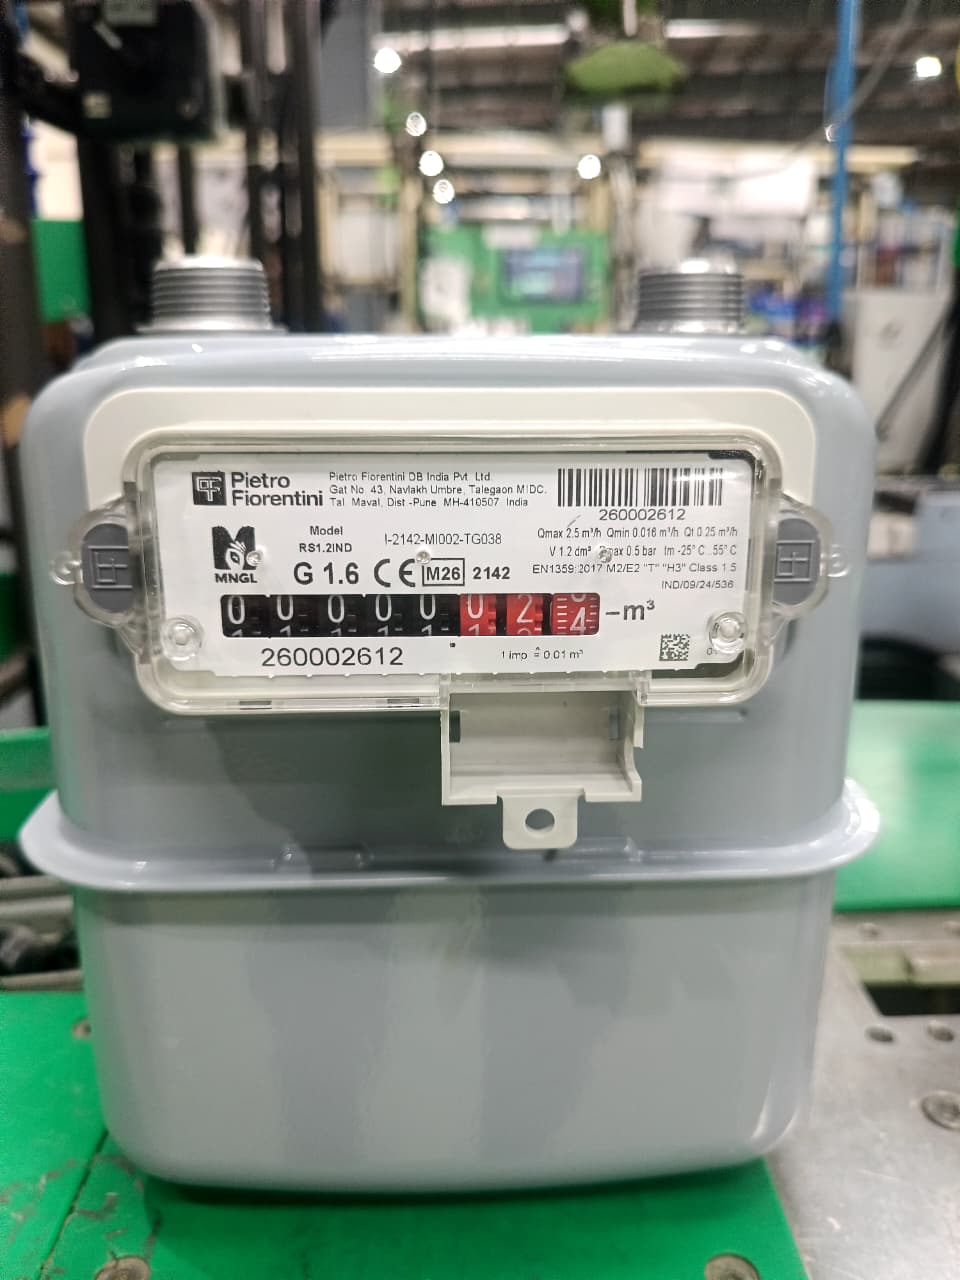 Pietro
Fiorentini
Pietro Fiorentini DB India Pvt. Ltd.
Gat No. 43, Navlakh Umbre, Talegaon MIDC.
Tal. Maval, Dist.-Pune MH-410507 India
260002612
MNGL
Model
RS1.2IND
I-2142-MI002-TG038
G 1.6 CE M26 2142
Qmax 2.5 m³/h Qmin 0.016 m³/h Qt 0.25 m³/h
V 1.2 dm³ Pmax 0.5 bar tm -25° C...55° C
EN1359:2017 M2/E2 "T" "H3" Class 1.5
IND/09/24/536
0 0 0 0 0 0 2 4 –m³
260002612
1 imp ≙ 0.01 m³